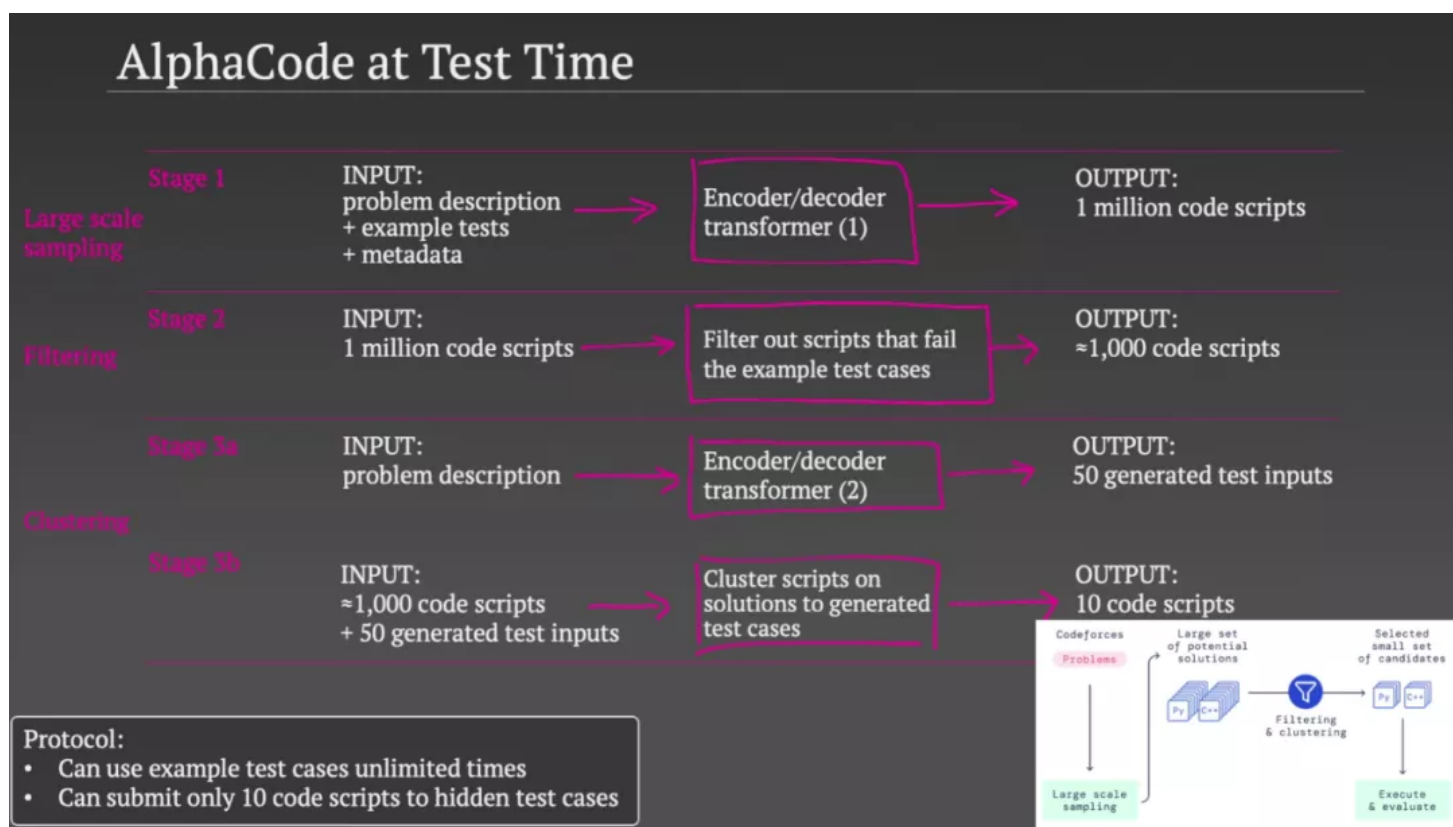 AlphaCode at Test Time
Large scale
sampling
Stage 1
INPUT:
problem description
+ example tests
+ metadata
Encoder/decoder
transformer (1)
OUTPUT:
1 million code scripts
Filtering
Stage 2
INPUT:
1 million code scripts
Filter out scripts that fail
the example test cases
OUTPUT:
≈1,000 code scripts
Clustering
Stage 3a
INPUT:
problem description
Encoder/decoder
transformer (2)
OUTPUT:
50 generated test inputs
Stage 3b
INPUT:
≈1,000 code scripts
+ 50 generated test inputs
Cluster scripts on
solutions to generated
test cases
OUTPUT:
10 code scripts
Protocol:
• Can use example test cases unlimited times
• Can submit only 10 code scripts to hidden test cases
Codeforces
Problems
Large scale
sampling
Large set
of potential
solutions
Py C++
Filtering
& clustering
Selected
small set
of candidates
Py C++
Execute
& evaluate